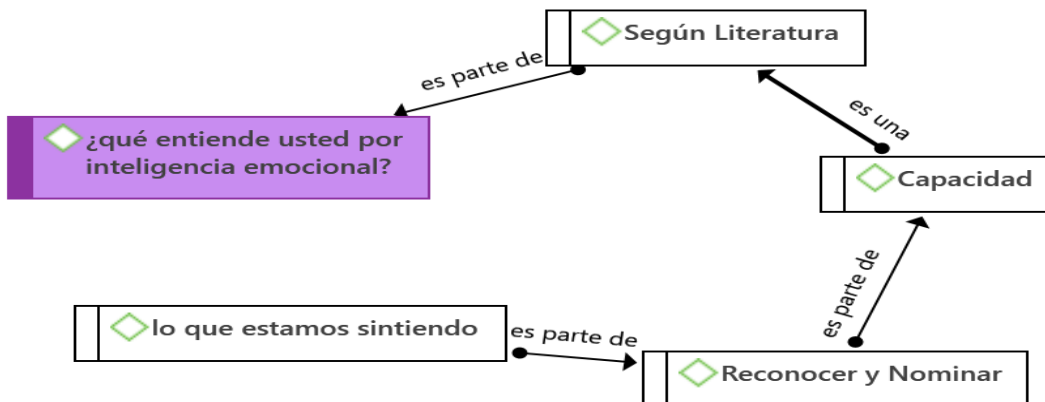 Según Literatura
es parte de
¿qué entiende usted por
inteligencia emocional?
es una
Capacidad
es parte de
lo que estamos sintiendo
es parte de
Reconocer y Nominar